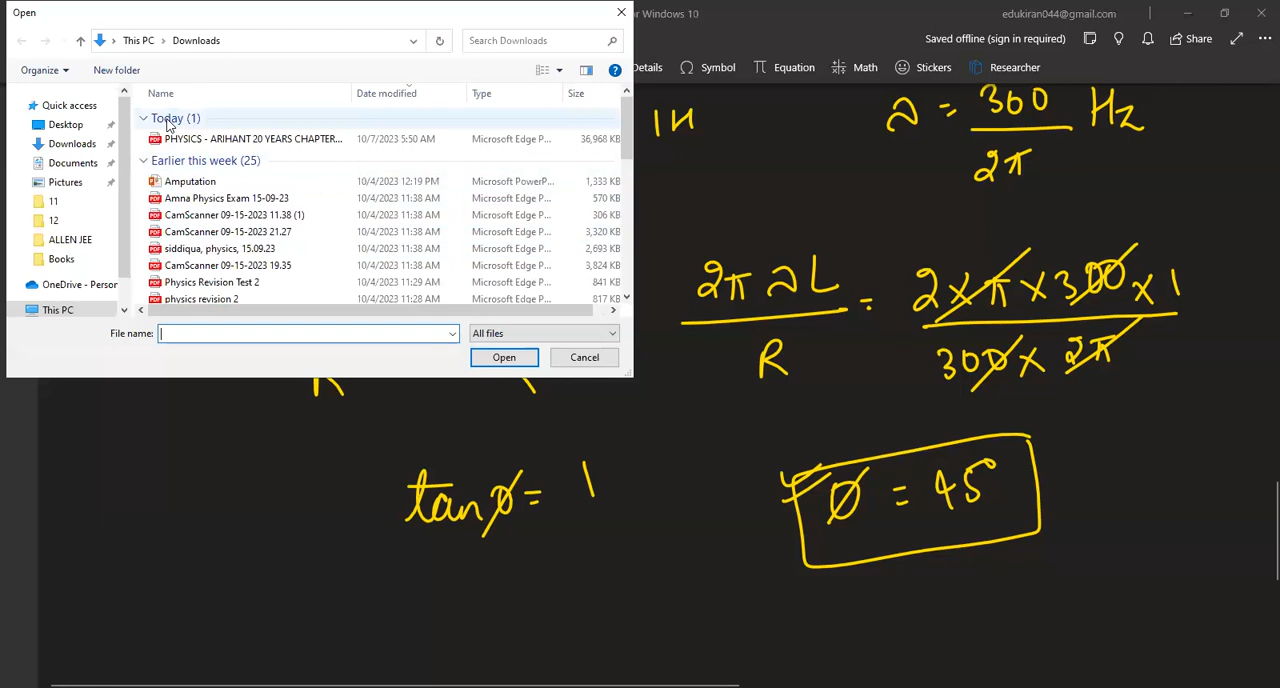 Open
or Windows 10
edukiran044@gmail.com
This PC > Downloads
Search Downloads
Saved offline (sign in required)
Share
Organize
New folder
Details
Symbol
Equation
Math
Stickers
Researcher
Name
Date modified
Type
Size
Quick access
Desktop
Downloads
Documents
Pictures
11
12
ALLEN JEE
Books
OneDrive - Person
This PC
Today (1)
PHYSICS - ARIHANT 20 YEARS CHAPTER... 10/7/2023 5:50 AM Microsoft Edge P... 36,968 KB
Earlier this week (25)
Amputation 10/4/2023 12:19 PM Microsoft PowerP... 1,333 KB
Amna Physics Exam 15-09-23 10/4/2023 11:38 AM Microsoft Edge P... 570 KB
CamScanner 09-15-2023 11.38 (1) 10/4/2023 11:38 AM Microsoft Edge P... 306 KB
CamScanner 09-15-2023 21.27 10/4/2023 11:38 AM Microsoft Edge P... 3,320 KB
siddiqua, physics, 15.09.23 10/4/2023 11:38 AM Microsoft Edge P... 2,693 KB
CamScanner 09-15-2023 19.35 10/4/2023 11:38 AM Microsoft Edge P... 3,824 KB
Physics Revision Test 2 10/4/2023 11:38 AM Microsoft Edge P... 841 KB
physics revision 2 10/4/2023 11:38 AM Microsoft Edge P... 817 KB
File name:
All files
Open
Cancel
1H
ν = 300/2π Hz
2πνL/R = 2×π×300×1/300×2π
R
tanø = 1
ø = 45°